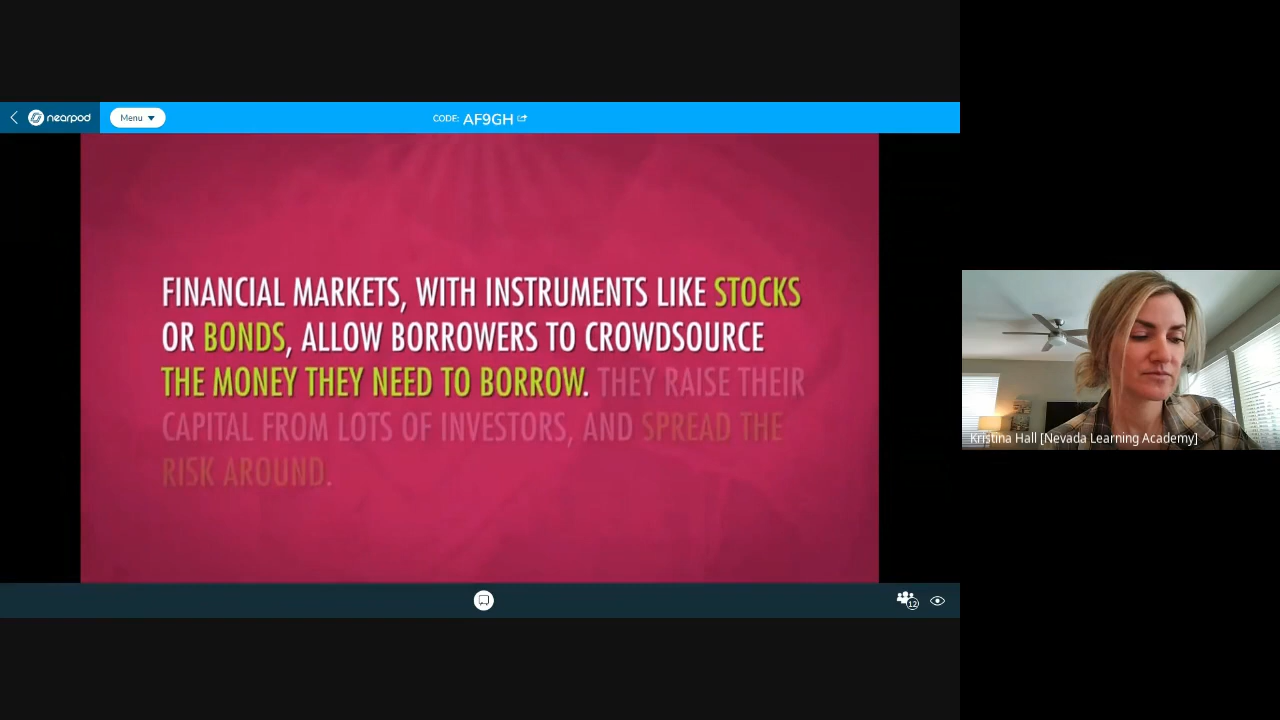 nearpod
Menu
CODE: AF9GH
FINANCIAL MARKETS, WITH INSTRUMENTS LIKE STOCKS
OR BONDS, ALLOW BORROWERS TO CROWDSOURCE
THE MONEY THEY NEED TO BORROW. THEY RAISE THEIR
CAPITAL FROM LOTS OF INVESTORS, AND SPREAD THE
RISK AROUND.
Kristina Hall [Nevada Learning Academy]
12